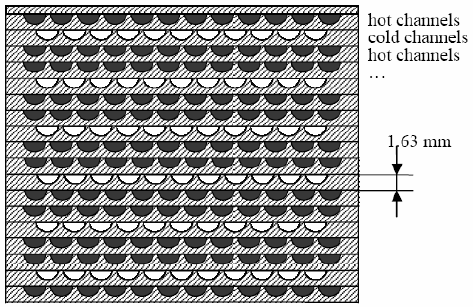 hot channels
cold channels
hot channels
...
1,63 mm